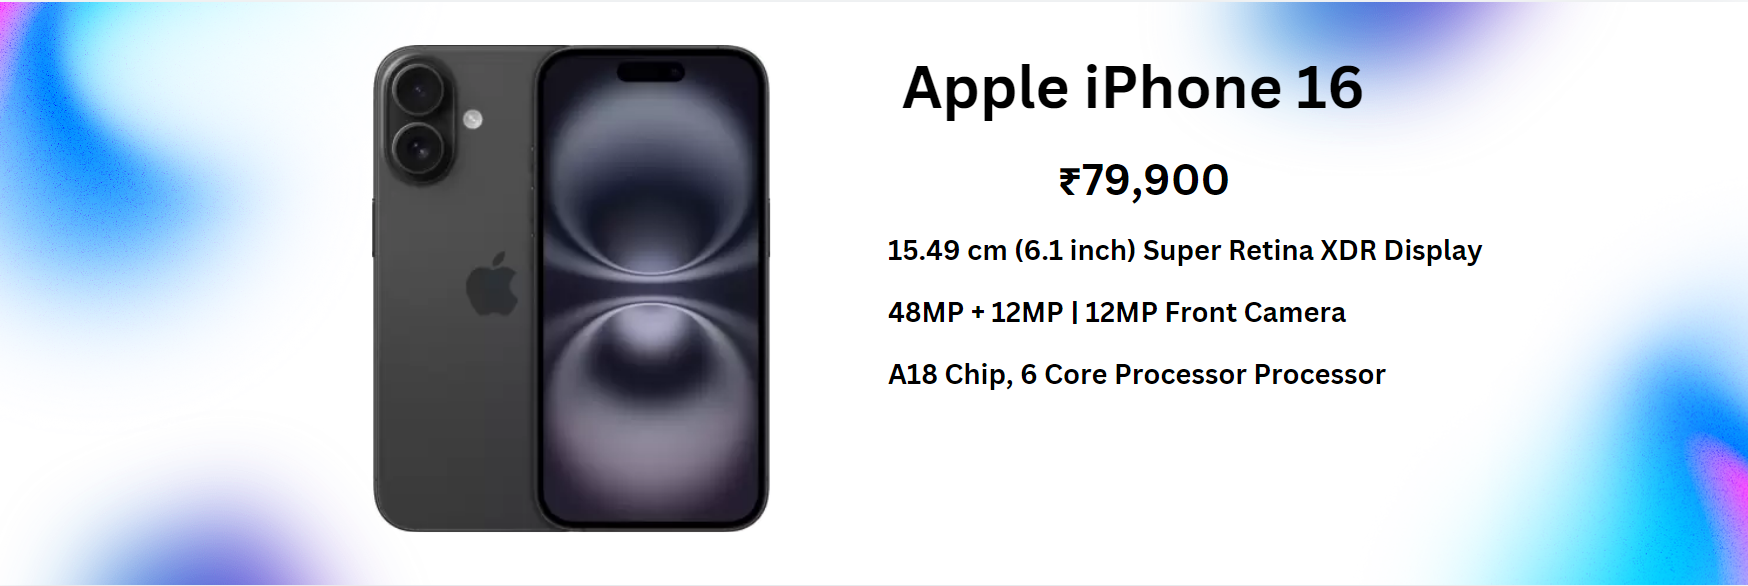 Apple iPhone 16
₹79,900
15.49 cm (6.1 inch) Super Retina XDR Display
48MP + 12MP | 12MP Front Camera
A18 Chip, 6 Core Processor Processor